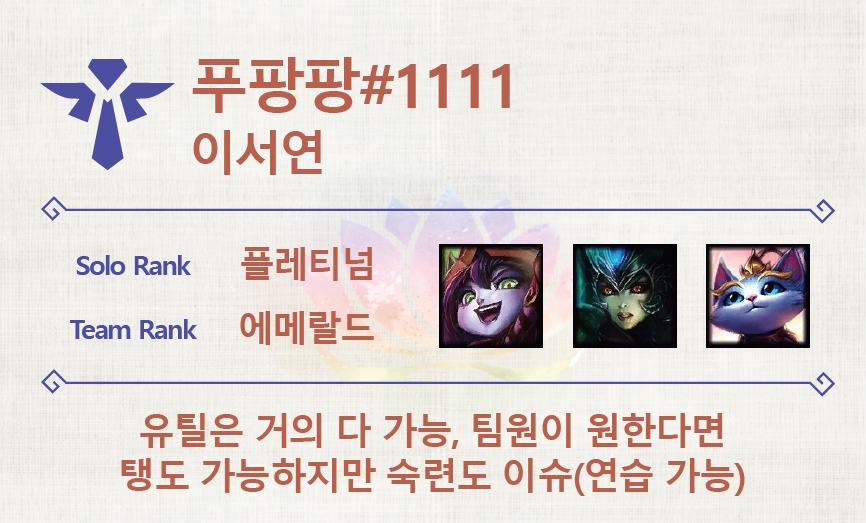 푸팡팡#1111
이서연
Solo Rank 플레티넘
Team Rank 에메랄드
유틸은 거의 다 가능, 팀원이 원한다면
탱도 가능하지만 숙련도 이슈(연습 가능)